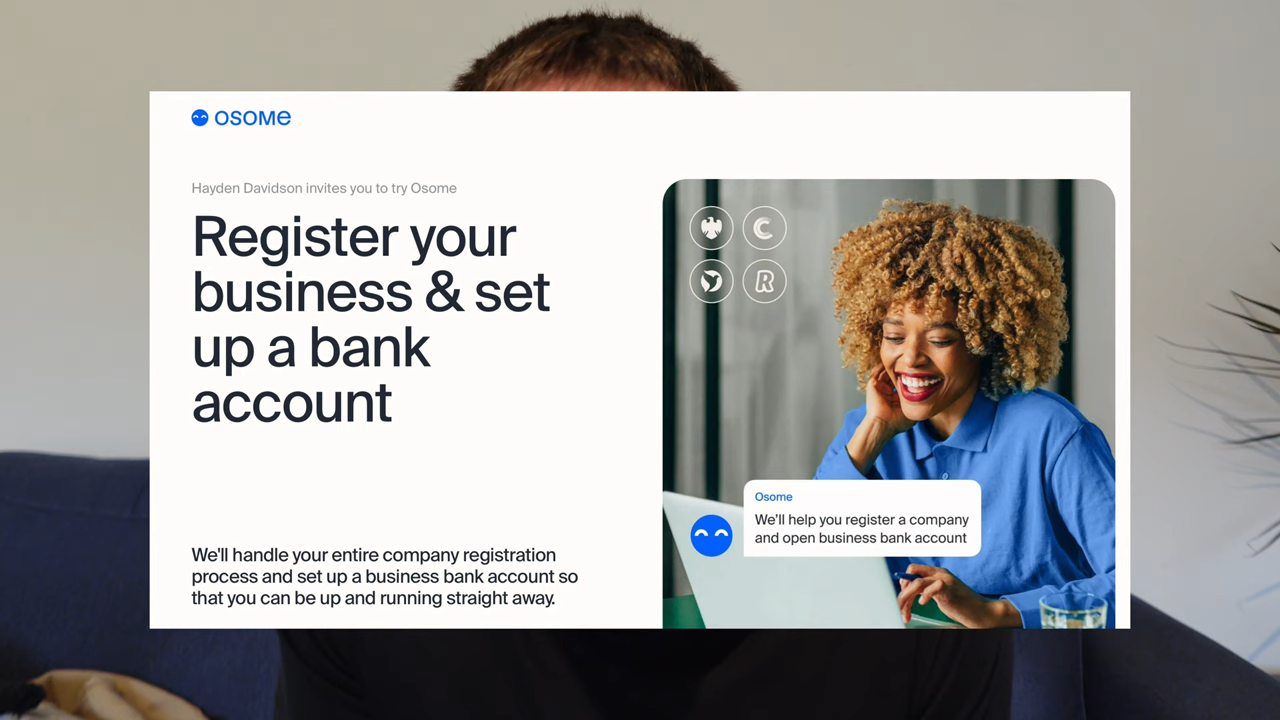 osome
Hayden Davidson invites you to try Osome
Register your
business & set
up a bank
account
We'll handle your entire company registration
process and set up a business bank account so
that you can be up and running straight away.
C
R
Osome
We'll help you register a company
and open business bank account